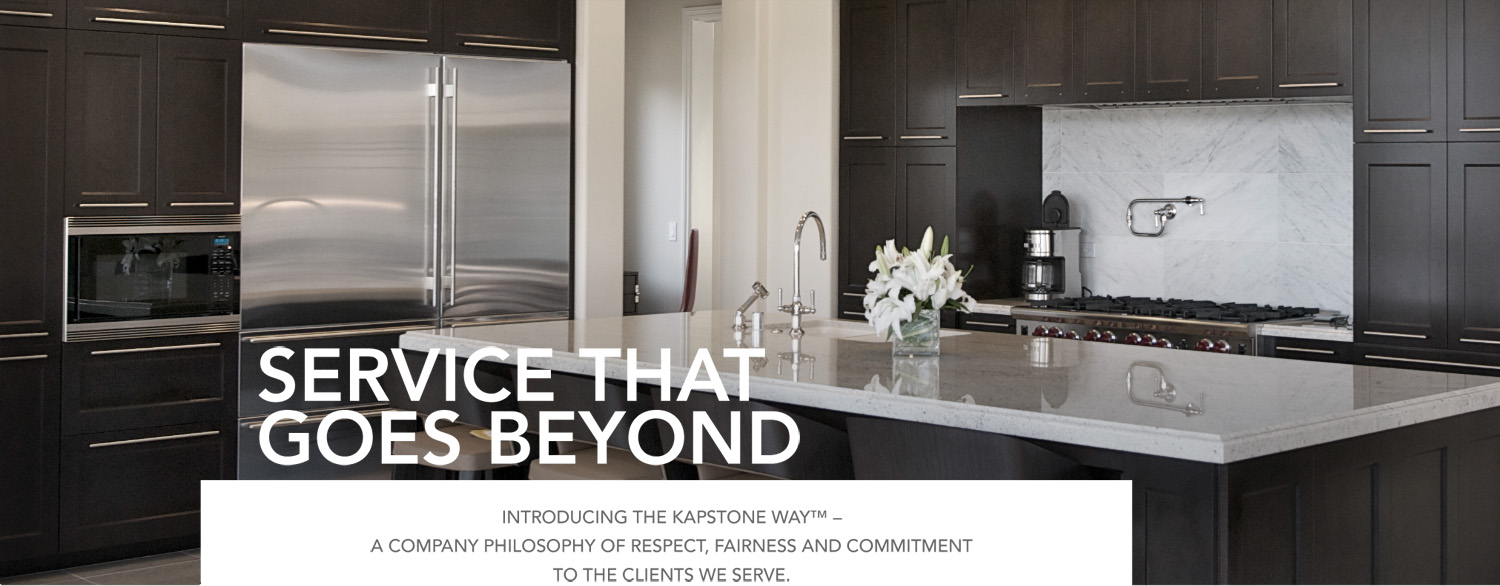 SERVICE THAT
GOES BEYOND
INTRODUCING THE KAPSTONE WAY™ –
A COMPANY PHILOSOPHY OF RESPECT, FAIRNESS AND COMMITMENT
TO THE CLIENTS WE SERVE.